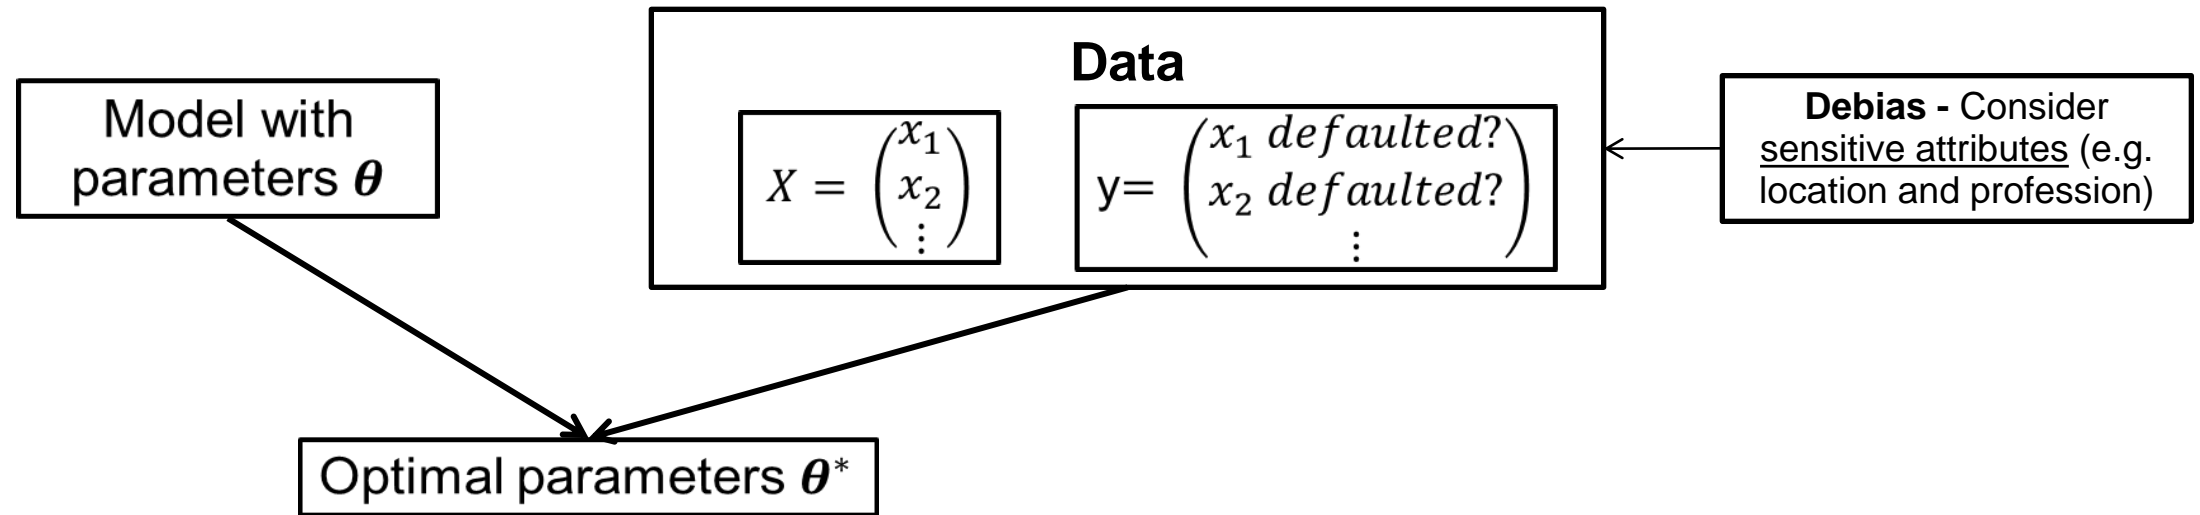 Model with
parameters θ
Data
X = (x₁
x₂
⋮)
y= (x₁ defaulted?
x₂ defaulted?
⋮)
Debias - Consider
sensitive attributes (e.g.
location and profession)
Optimal parameters θ*